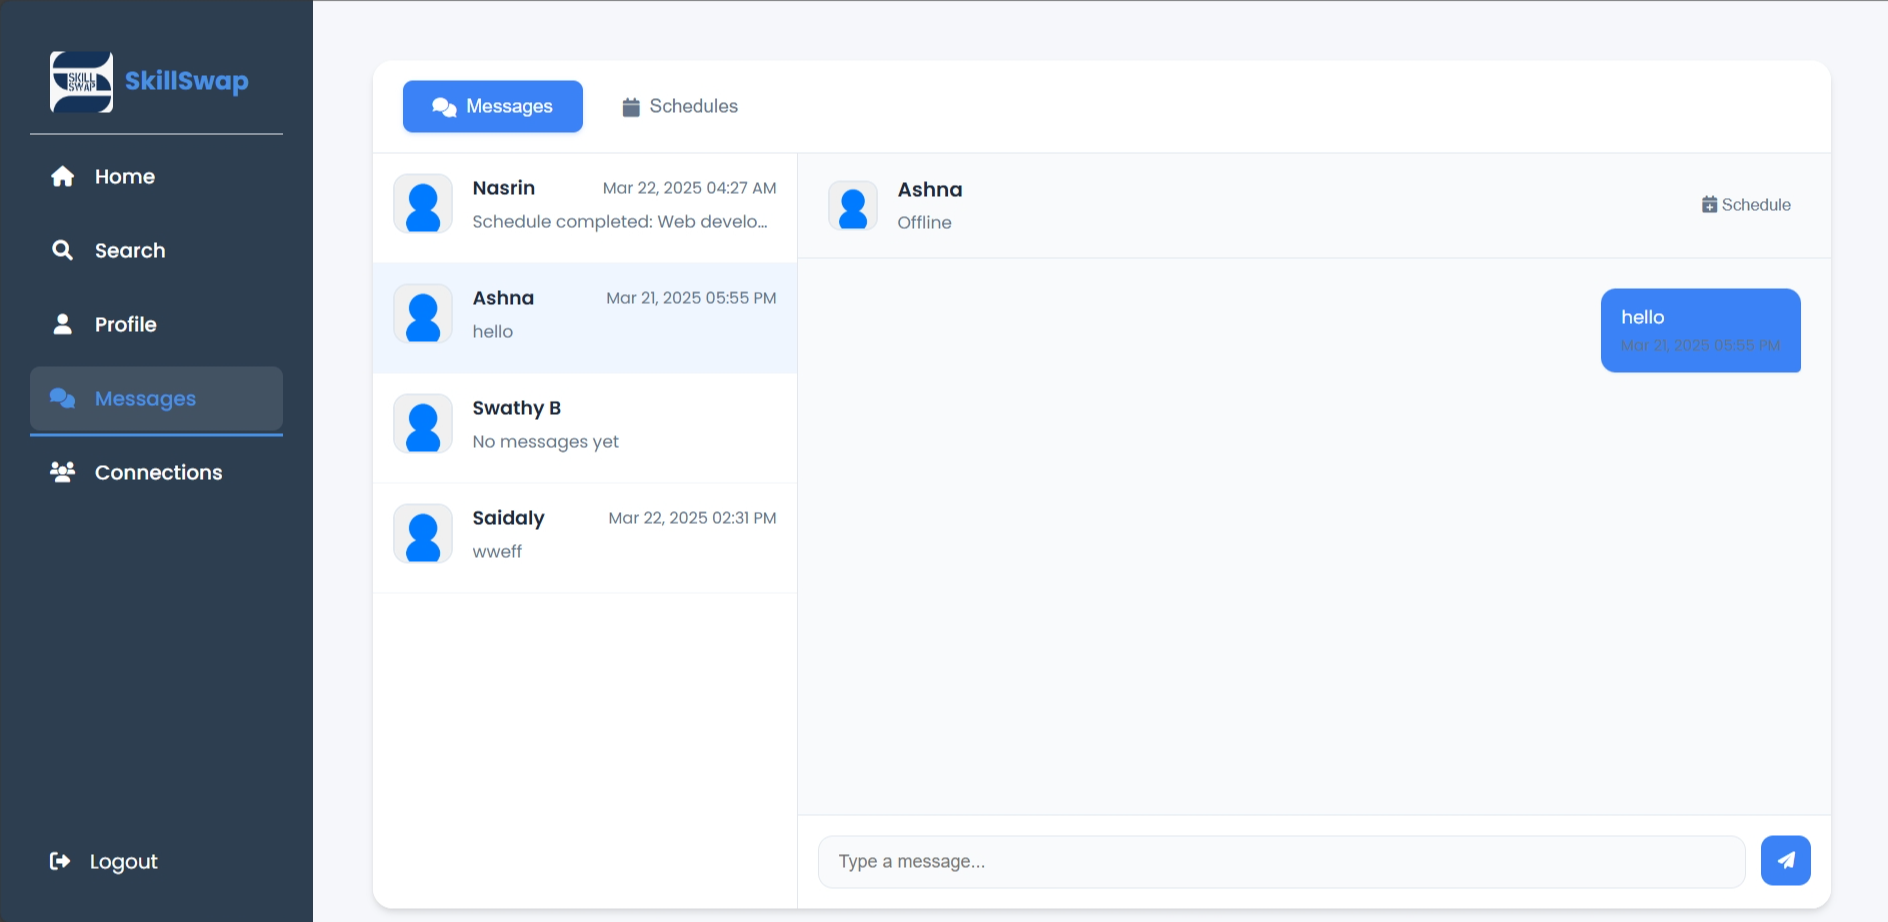 SKILL
SWAP
SkillSwap
Home
Search
Profile
Messages
Connections
Logout
Messages
Schedules
Nasrin
Mar 22, 2025 04:27 AM
Schedule completed: Web develo...
Ashna
Mar 21, 2025 05:55 PM
hello
Swathy B
No messages yet
Saidaly
Mar 22, 2025 02:31 PM
wweff
Ashna
Offline
Schedule
hello
Mar 21, 2025 05:55 PM
Type a message...